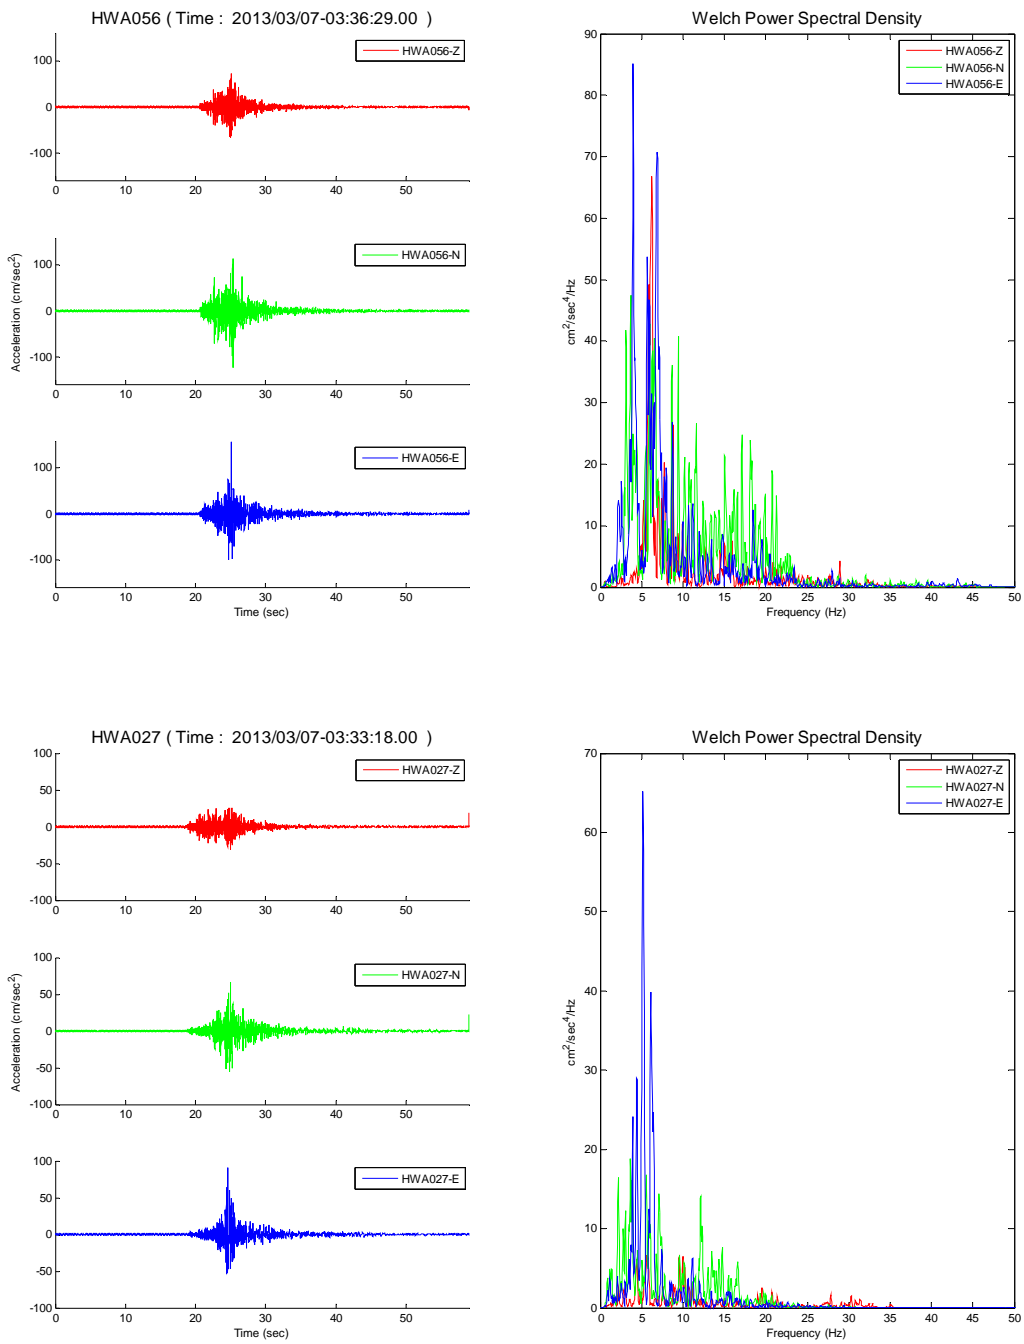 HWA056 ( Time :  2013/03/07-03:36:29.00  )
HWA056-Z
100
0
-100
0 10 20 30 40 50
HWA056-N
100
0
-100
0 10 20 30 40 50
Acceleration (cm/sec²)
HWA056-E
100
0
-100
0 10 20 30 40 50
Time (sec)
Welch Power Spectral Density
HWA056-Z
HWA056-N
HWA056-E
90
80
70
60
50
40
30
20
10
0
cm²/sec⁴/Hz
0 5 10 15 20 25 30 35 40 45 50
Frequency (Hz)
HWA027 ( Time :  2013/03/07-03:33:18.00  )
HWA027-Z
100
50
0
-50
-100
0 10 20 30 40 50
HWA027-N
100
50
0
-50
-100
0 10 20 30 40 50
Acceleration (cm/sec²)
HWA027-E
100
50
0
-50
-100
0 10 20 30 40 50
Time (sec)
Welch Power Spectral Density
HWA027-Z
HWA027-N
HWA027-E
70
60
50
40
30
20
10
0
cm²/sec⁴/Hz
0 5 10 15 20 25 30 35 40 45 50
Frequency (Hz)